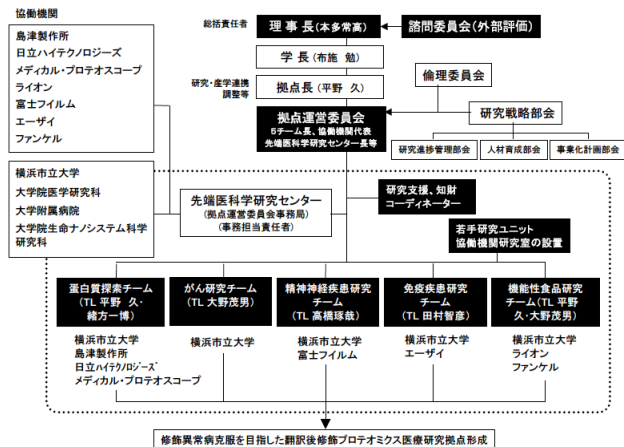 協働機関
島津製作所
日立ハイテクノロジーズ
メディカル・プロテオスコープ
ライオン
富士フイルム
エーザイ
ファンケル
横浜市立大学
大学院医学研究科
大学附属病院
大学院生命ナノシステム科学
研究科
総括責任者
理 事 長(本多常高)
諮問委員会(外部評価)
学 長(布施 勉)
研究・産学連携
調整等
拠点長(平野 久)
拠点運営委員会
5チーム長、協働機関代表
先端医科学研究センター長等
倫理委員会
研究戦略部会
研究進捗管理部会
人材育成部会
事業化計画部会
先端医科学研究センター
(拠点運営委員会事務局)
(事務担当責任者)
研究支援、知財
コーディネーター
若手研究ユニット
協働機関研究室の設置
蛋白質探索チーム
(TL 平野 久・
緒方一博)
横浜市立大学
島津製作所
日立ハイテクノロジーズ
メディカル・プロテオスコープ
がん研究チーム
(TL 大野茂男)
横浜市立大学
精神神経疾患研究
チーム
(TL 高橋琢哉)
横浜市立大学
富士フイルム
免疫疾患研究
チーム
(TL 田村智彦)
横浜市立大学
エーザイ
機能性食品研究
チーム(TL 平野
久・大野茂男)
横浜市立大学
ライオン
ファンケル
修飾異常病克服を目指した翻訳後修飾プロテオミクス医療研究拠点形成